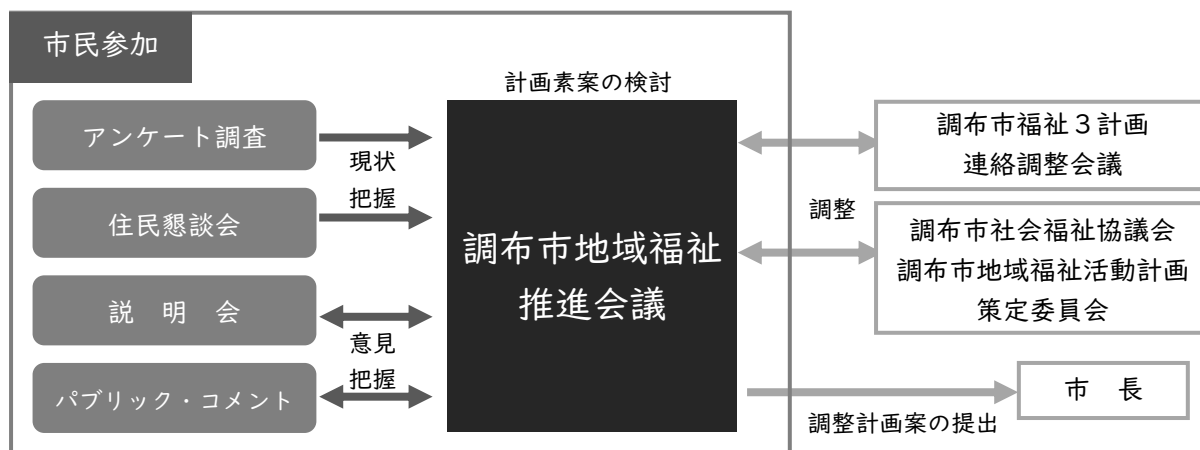 市民参加
アンケート調査
現状
把握
住民懇談会
説　明　会
意見
把握
パブリック・コメント
計画素案の検討
調布市地域福祉
推進会議
調布市福祉３計画
連絡調整会議
調整
調布市社会福祉協議会
調布市地域福祉活動計画
策定委員会
市　長
調整計画案の提出